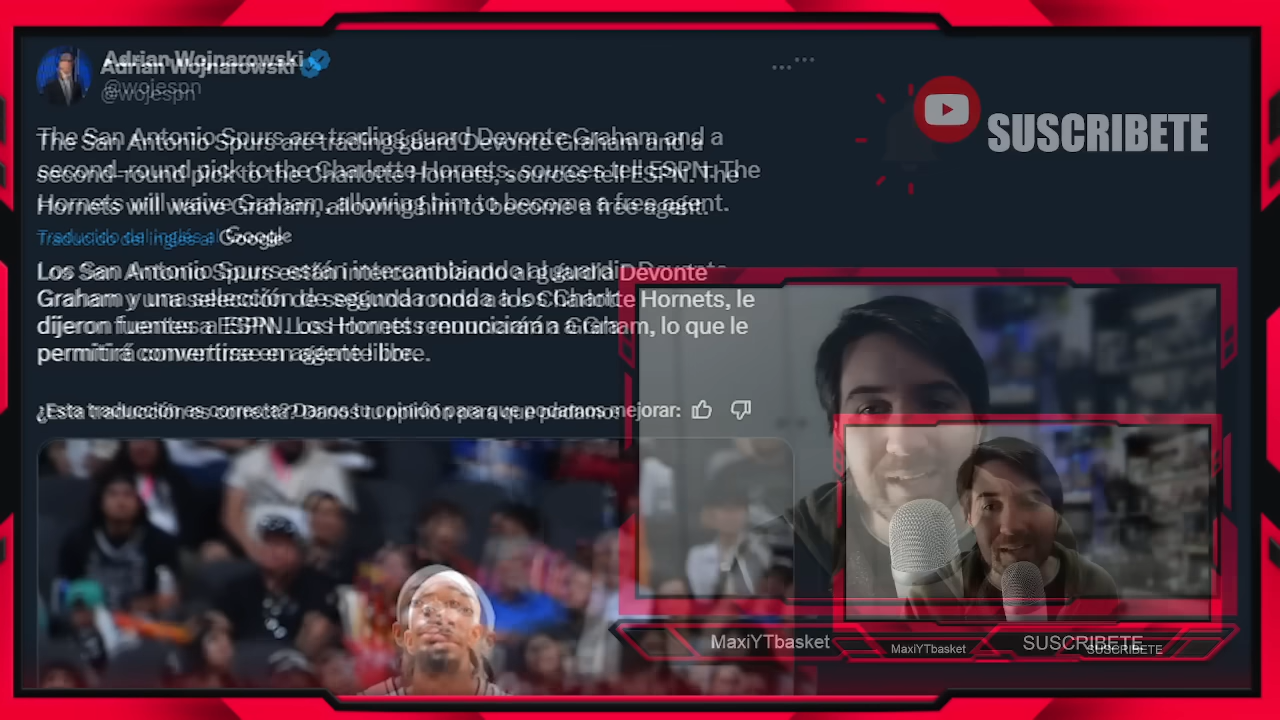 Adrian Wojnarowski
@wojespn
SUSCRIBETE
The San Antonio Spurs are trading guard Devonte Graham and a
second-round pick to the Charlotte Hornets, sources tell ESPN. The
Hornets will waive Graham, allowing him to become a free agent.
Traducido del inglés al Google
Los San Antonio Spurs están intercambiando al guardia Devonte
Graham y una selección de segunda ronda a los Charlotte Hornets, le
dijeron fuentes a ESPN. Los Hornets renunciarán a Graham, lo que le
permitirá convertirse en agente libre.
¿Esta traducción es correcta? Danos tu opinión para que podamos mejorar:
MaxiYTbasket
SUSCRIBETE
MaxiYTbasket
SUSCRIBETE